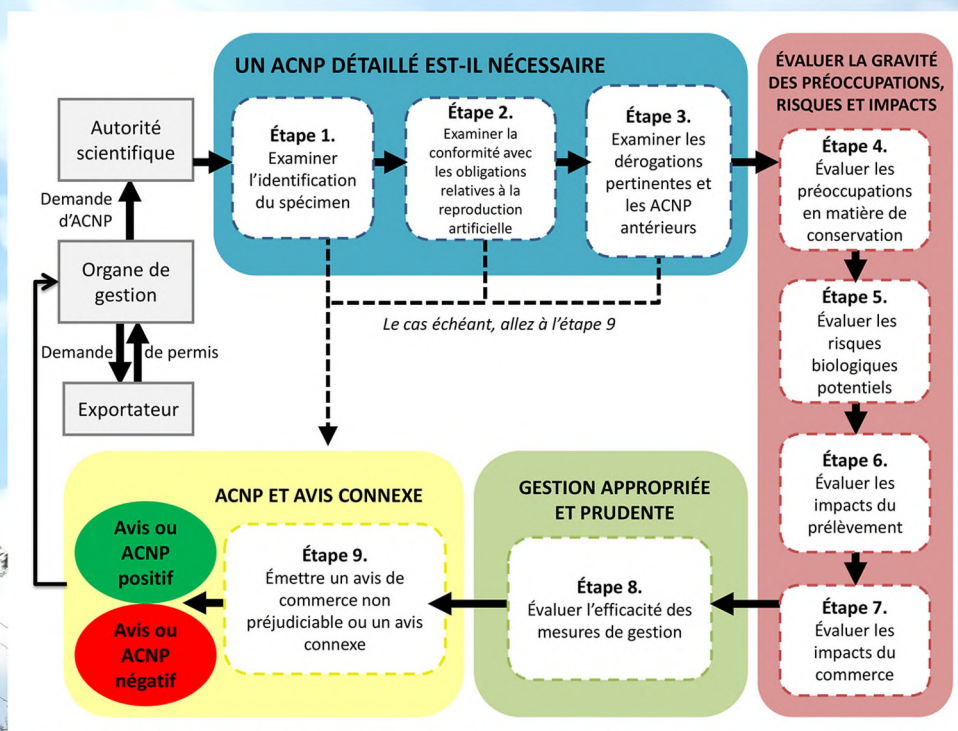 UN ACNP DÉTAILLÉ EST-IL NÉCESSAIRE
Étape 1.
Examiner
l'identification
du spécimen
Étape 2.
Examiner la
conformité avec
les obligations
relatives à la
reproduction
artificielle
Étape 3.
Examiner les
dérogations
pertinentes et
les ACNP
antérieurs
ÉVALUER LA GRAVITÉ
DES PRÉOCCUPATIONS,
RISQUES ET IMPACTS
Étape 4.
Évaluer les
préoccupations
en matière de
conservation
Étape 5.
Évaluer les
risques
biologiques
potentiels
Étape 6.
Évaluer les
impacts du
prélèvement
Étape 7.
Évaluer les
impacts du
commerce
Autorité
scientifique
Demande
d'ACNP
Organe de
gestion
Demande de permis
Exportateur
Le cas échéant, allez à l'étape 9
GESTION APPROPRIÉE
ET PRUDENTE
Étape 8.
Évaluer l'efficacité des
mesures de gestion
ACNP ET AVIS CONNEXE
Étape 9.
Émettre un avis de
commerce non
préjudiciable ou un avis
connexe
Avis ou
ACNP
positif
Avis ou
ACNP
négatif